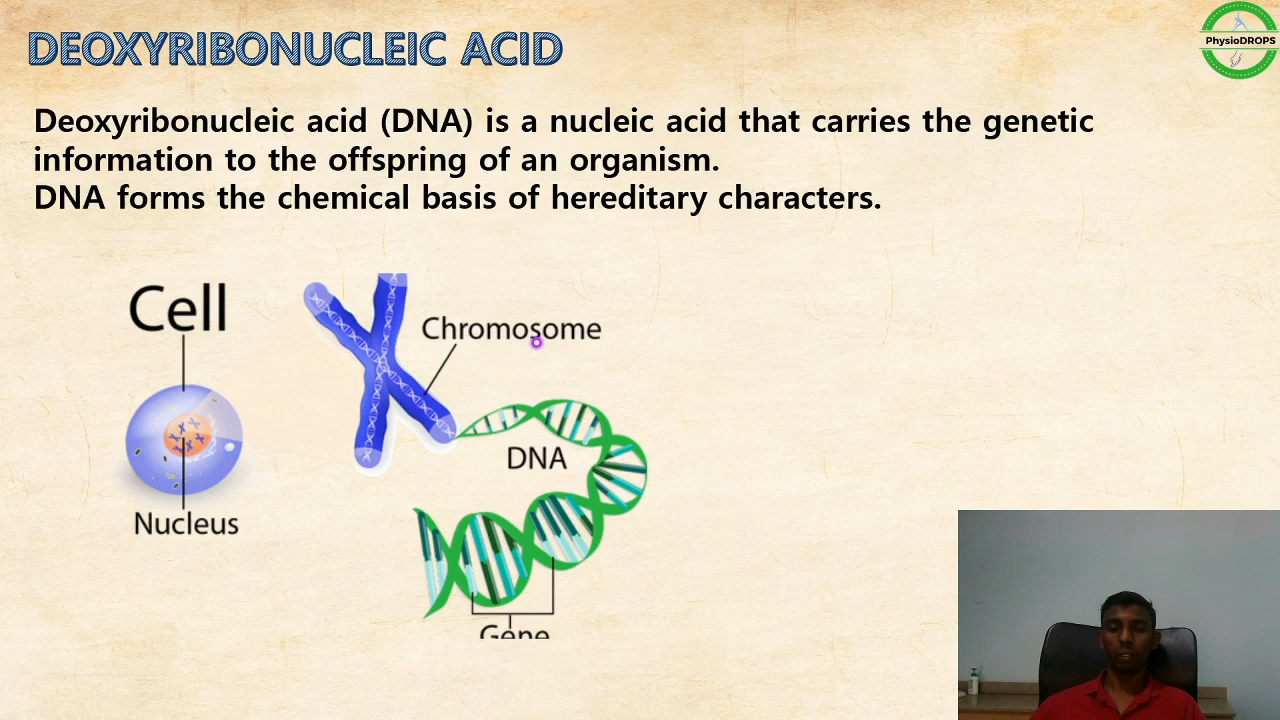 DEOXYRIBONUCLEIC ACID
PhysioDROPS
Deoxyribonucleic acid (DNA) is a nucleic acid that carries the genetic
information to the offspring of an organism.
DNA forms the chemical basis of hereditary characters.
Cell
Chromosome
DNA
Nucleus
Gene